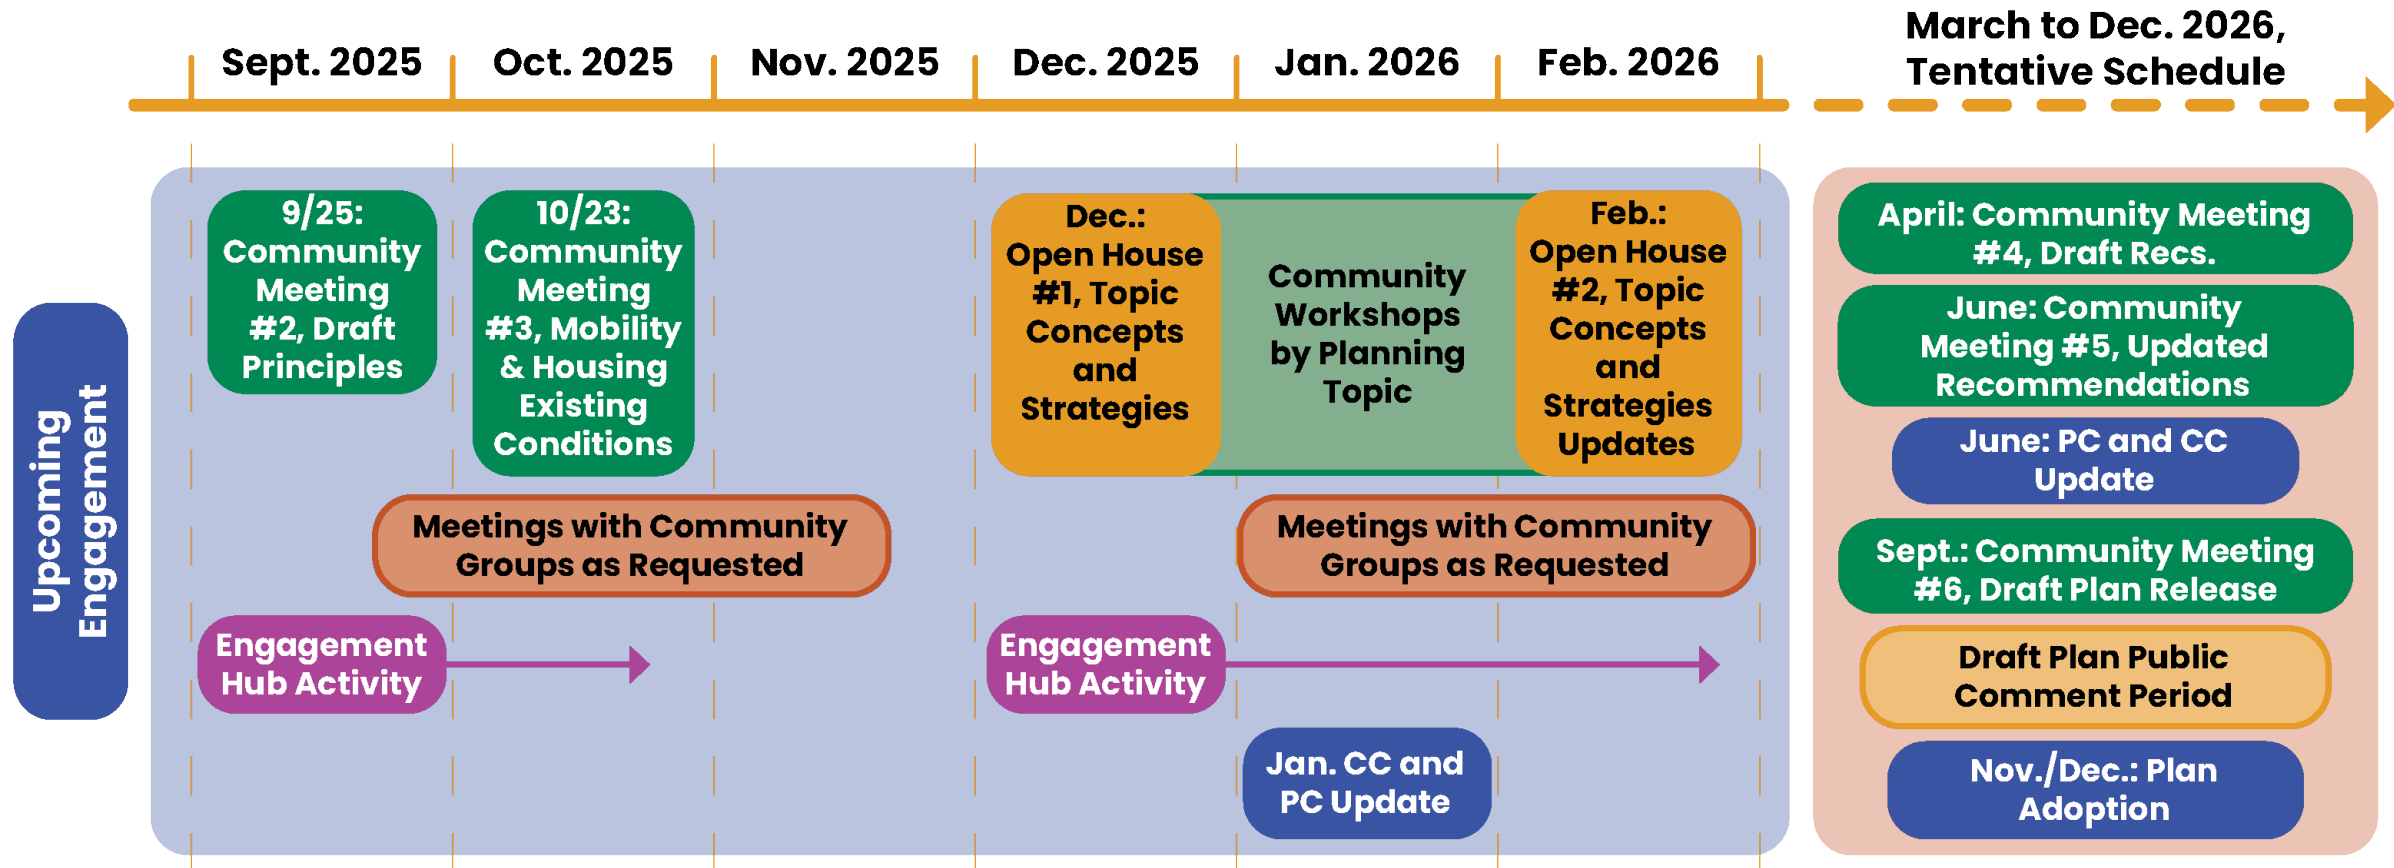 Sept. 2025
Oct. 2025
Nov. 2025
Dec. 2025
Jan. 2026
Feb. 2026
March to Dec. 2026,
Tentative Schedule
Upcoming
Engagement
9/25:
Community
Meeting
#2, Draft
Principles
10/23:
Community
Meeting
#3, Mobility
& Housing
Existing
Conditions
Dec.:
Open House
#1, Topic
Concepts
and
Strategies
Community
Workshops
by Planning
Topic
Feb.:
Open House
#2, Topic
Concepts
and
Strategies
Updates
Meetings with Community
Groups as Requested
Meetings with Community
Groups as Requested
Engagement
Hub Activity
Engagement
Hub Activity
Jan. CC and
PC Update
April: Community Meeting
#4, Draft Recs.
June: Community
Meeting #5, Updated
Recommendations
June: PC and CC
Update
Sept.: Community Meeting
#6, Draft Plan Release
Draft Plan Public
Comment Period
Nov./Dec.: Plan
Adoption